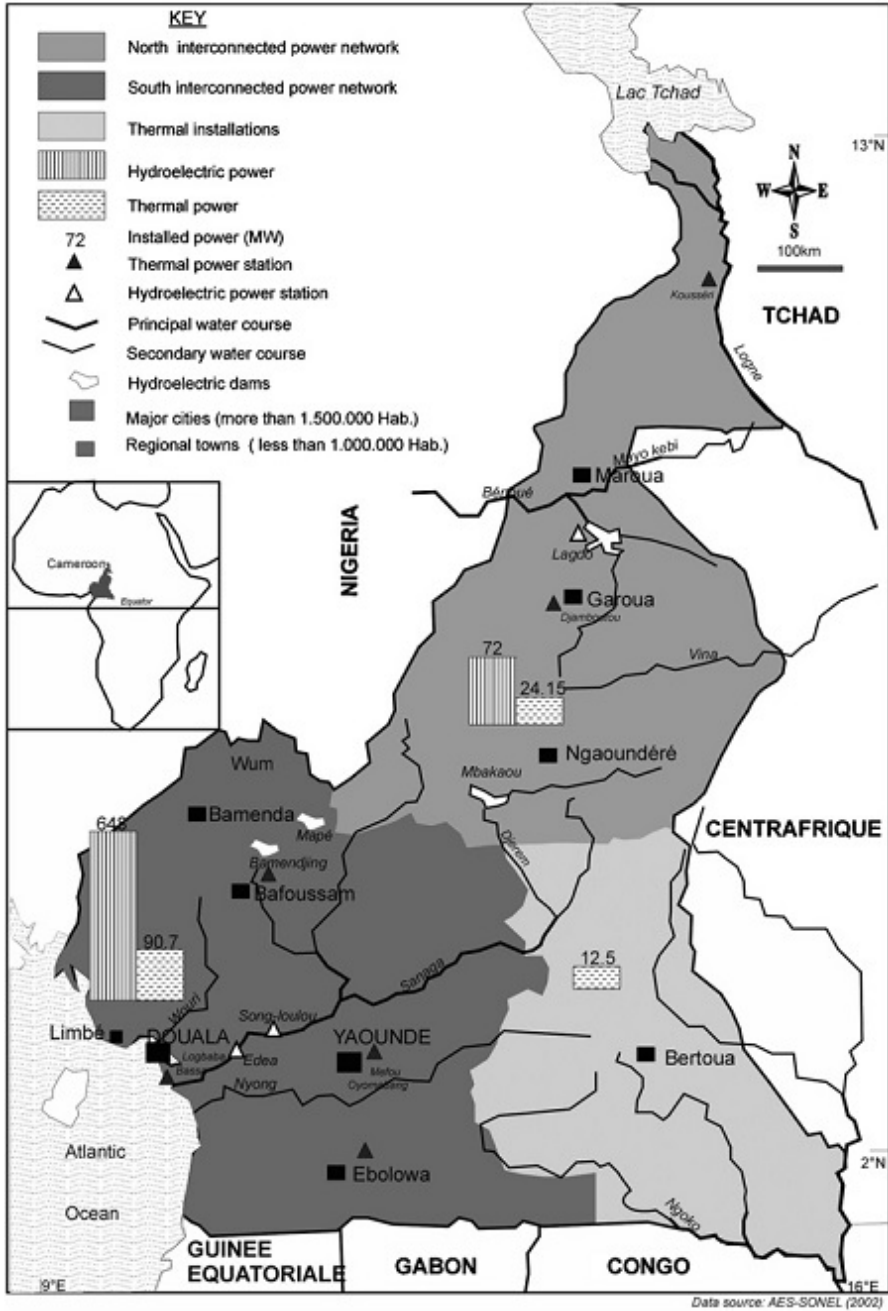 KEY
North interconnected power network
South interconnected power network
Thermal installations
Hydroelectric power
Thermal power
72 Installed power (MW)
Thermal power station
Hydroelectric power station
Principal water course
Secondary water course
Hydroelectric dams
Major cities (more than 1.500.000 Hab.)
Regional towns ( less than 1.000.000 Hab.)
Lac Tchad
13°N
N
W E
S
100km
Kousséri
TCHAD
Logne
Mayo kebi
Maroua
Bénoué
Cameroon
Equator
NIGERIA
Lagdo
Garoua
Djamboutou
72
Vina
24.15
Ngaoundéré
Wum
Mbakaou
Bamenda
648
Mapé
CENTRAFRIQUE
Bamendjing
Djerem
Bafoussam
90.7
12.5
Sanaga
Wouri
Song-loulou
Limbé
DOUALA
YAOUNDE
Logbaba
Edea
Bertoua
Bassa
Mefou
Oyomabang
Nyong
Atlantic
Ocean
2°N
Ebolowa
Ngoko
GUINEE
EQUATORIALE
GABON
CONGO
9°E
16°E
Data source: AES-SONEL (2002)